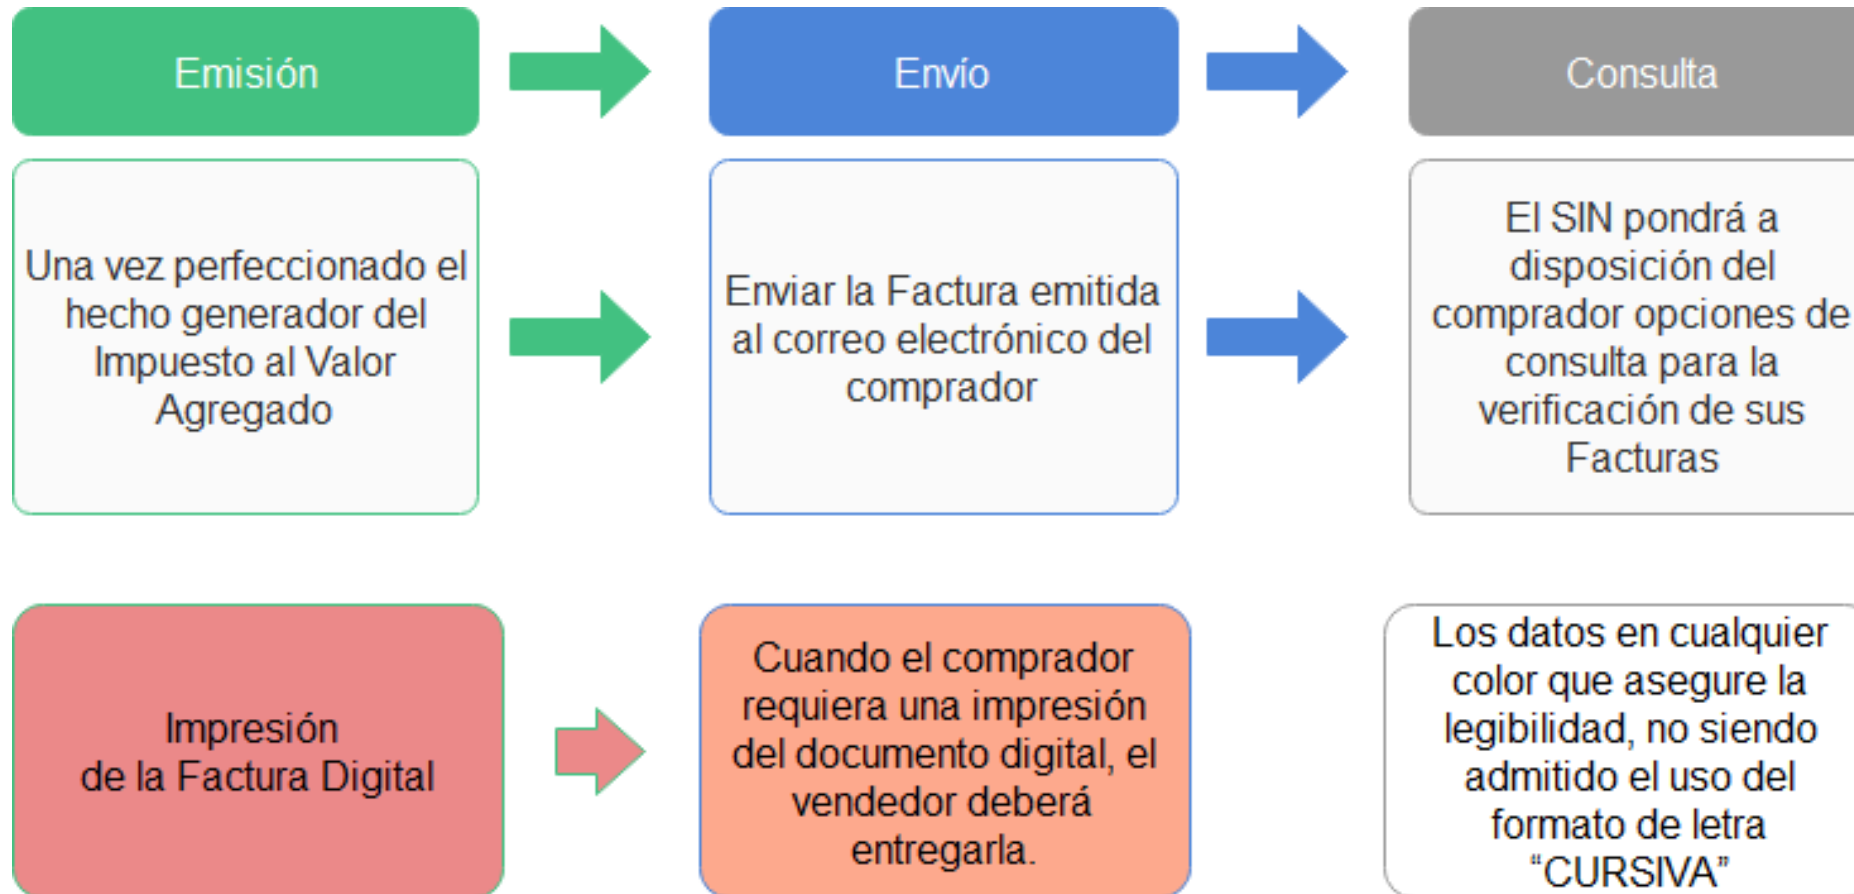 Emisión
Envío
Consulta
Una vez perfeccionado el
hecho generador del
Impuesto al Valor
Agregado
Enviar la Factura emitida
al correo electrónico del
comprador
El SIN pondrá a
disposición del
comprador opciones de
consulta para la
verificación de sus
Facturas
Impresión
de la Factura Digital
Cuando el comprador
requiera una impresión
del documento digital, el
vendedor deberá
entregarla.
Los datos en cualquier
color que asegure la
legibilidad, no siendo
admitido el uso del
formato de letra
“CURSIVA”